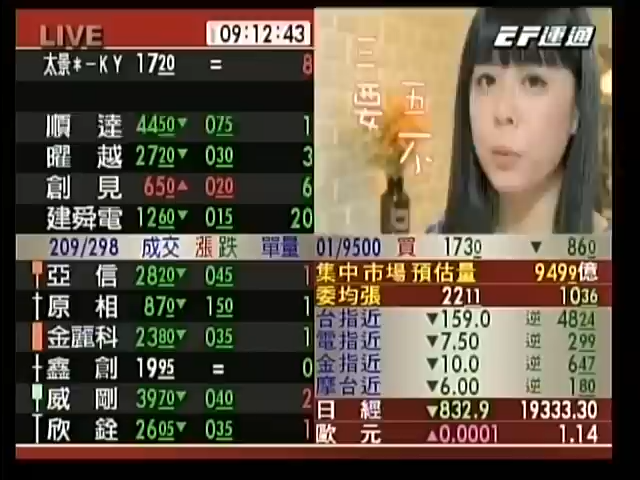 LIVE 09:12:43
太景*-KY 1720 = 8
順達 4450▼ 075 1
曜越 2720▼ 030 3
創見 650▲ 020 6
建舜電 1260▼ 015 20
209/298 成交 漲跌 單量
亞信 2820▼ 045 1
原相 870▼ 150 1
金麗科 2380▼ 035 1
鑫創 1995 = 0
威剛 3970▼ 040 2
欣銓 2605▼ 035 1
EF運通
三要
五不
01/9500 買 1730 ▼ 860
集中市場預估量 9499億
委均張 2211 1036
台指近 ▼159.0 逆 4824
電指近 ▼7.50 逆 299
金指近 ▼10.0 逆 647
摩台近 ▼6.00 逆 180
日經 ▼832.9 19333.30
歐元 ▲0.0001 1.14